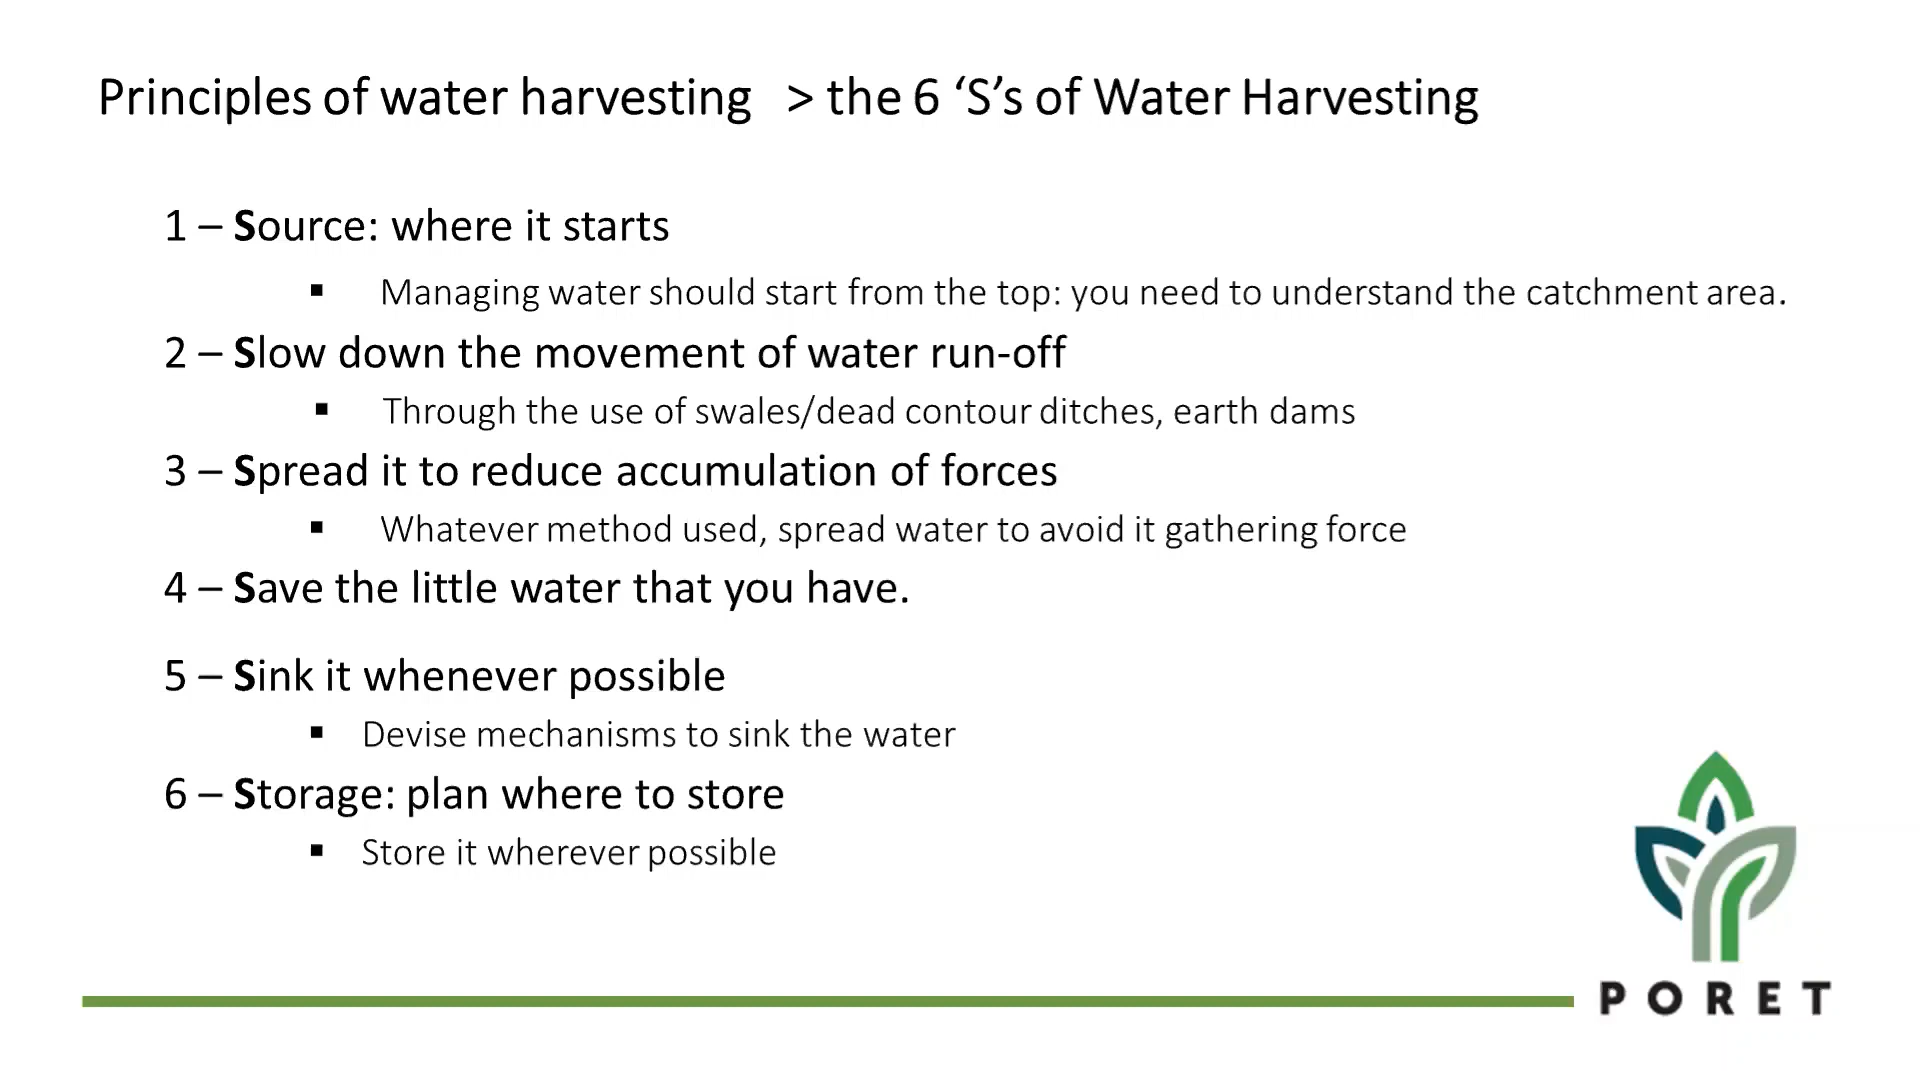 Principles of water harvesting > the 6 ‘S’s of Water Harvesting
1 – Source: where it starts
▪ Managing water should start from the top: you need to understand the catchment area.
2 – Slow down the movement of water run-off
▪ Through the use of swales/dead contour ditches, earth dams
3 – Spread it to reduce accumulation of forces
▪ Whatever method used, spread water to avoid it gathering force
4 – Save the little water that you have.
5 – Sink it whenever possible
▪ Devise mechanisms to sink the water
6 – Storage: plan where to store
▪ Store it wherever possible
PORET